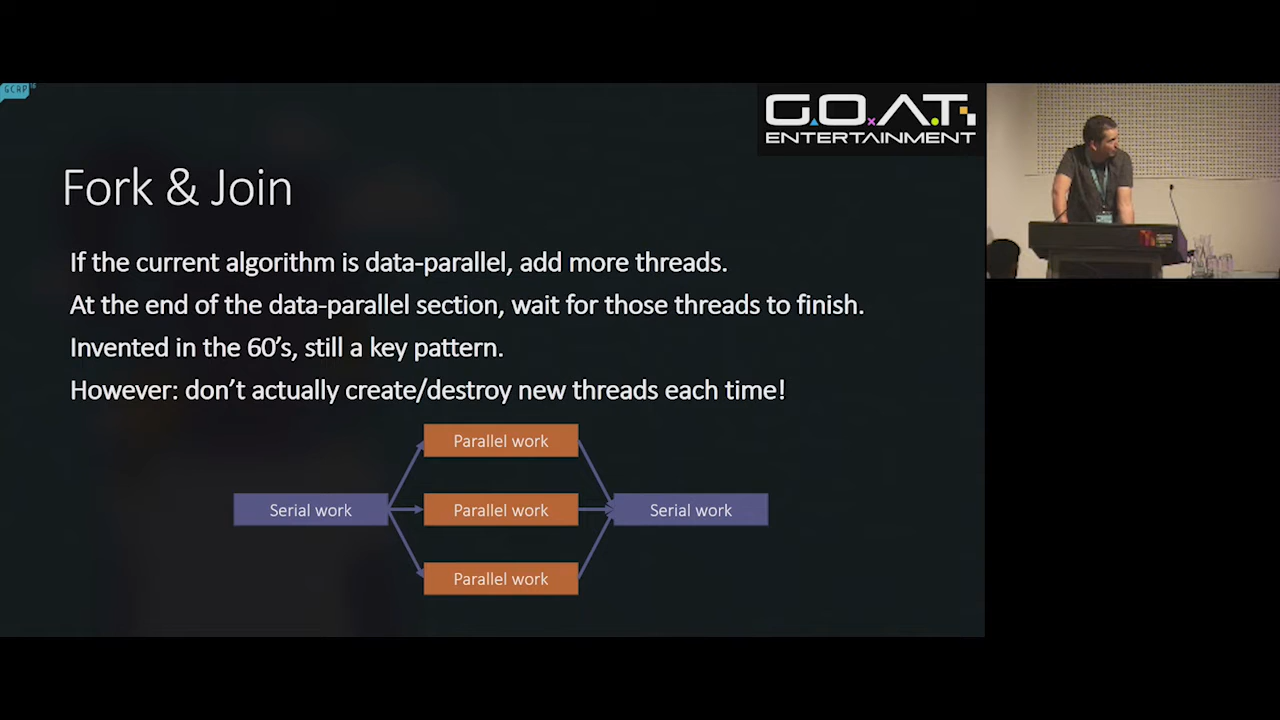 GCAP 18
G.O.A.T.
ENTERTAINMENT
Fork & Join
If the current algorithm is data-parallel, add more threads.
At the end of the data-parallel section, wait for those threads to finish.
Invented in the 60’s, still a key pattern.
However: don’t actually create/destroy new threads each time!
Parallel work
Serial work
Parallel work
Serial work
Parallel work